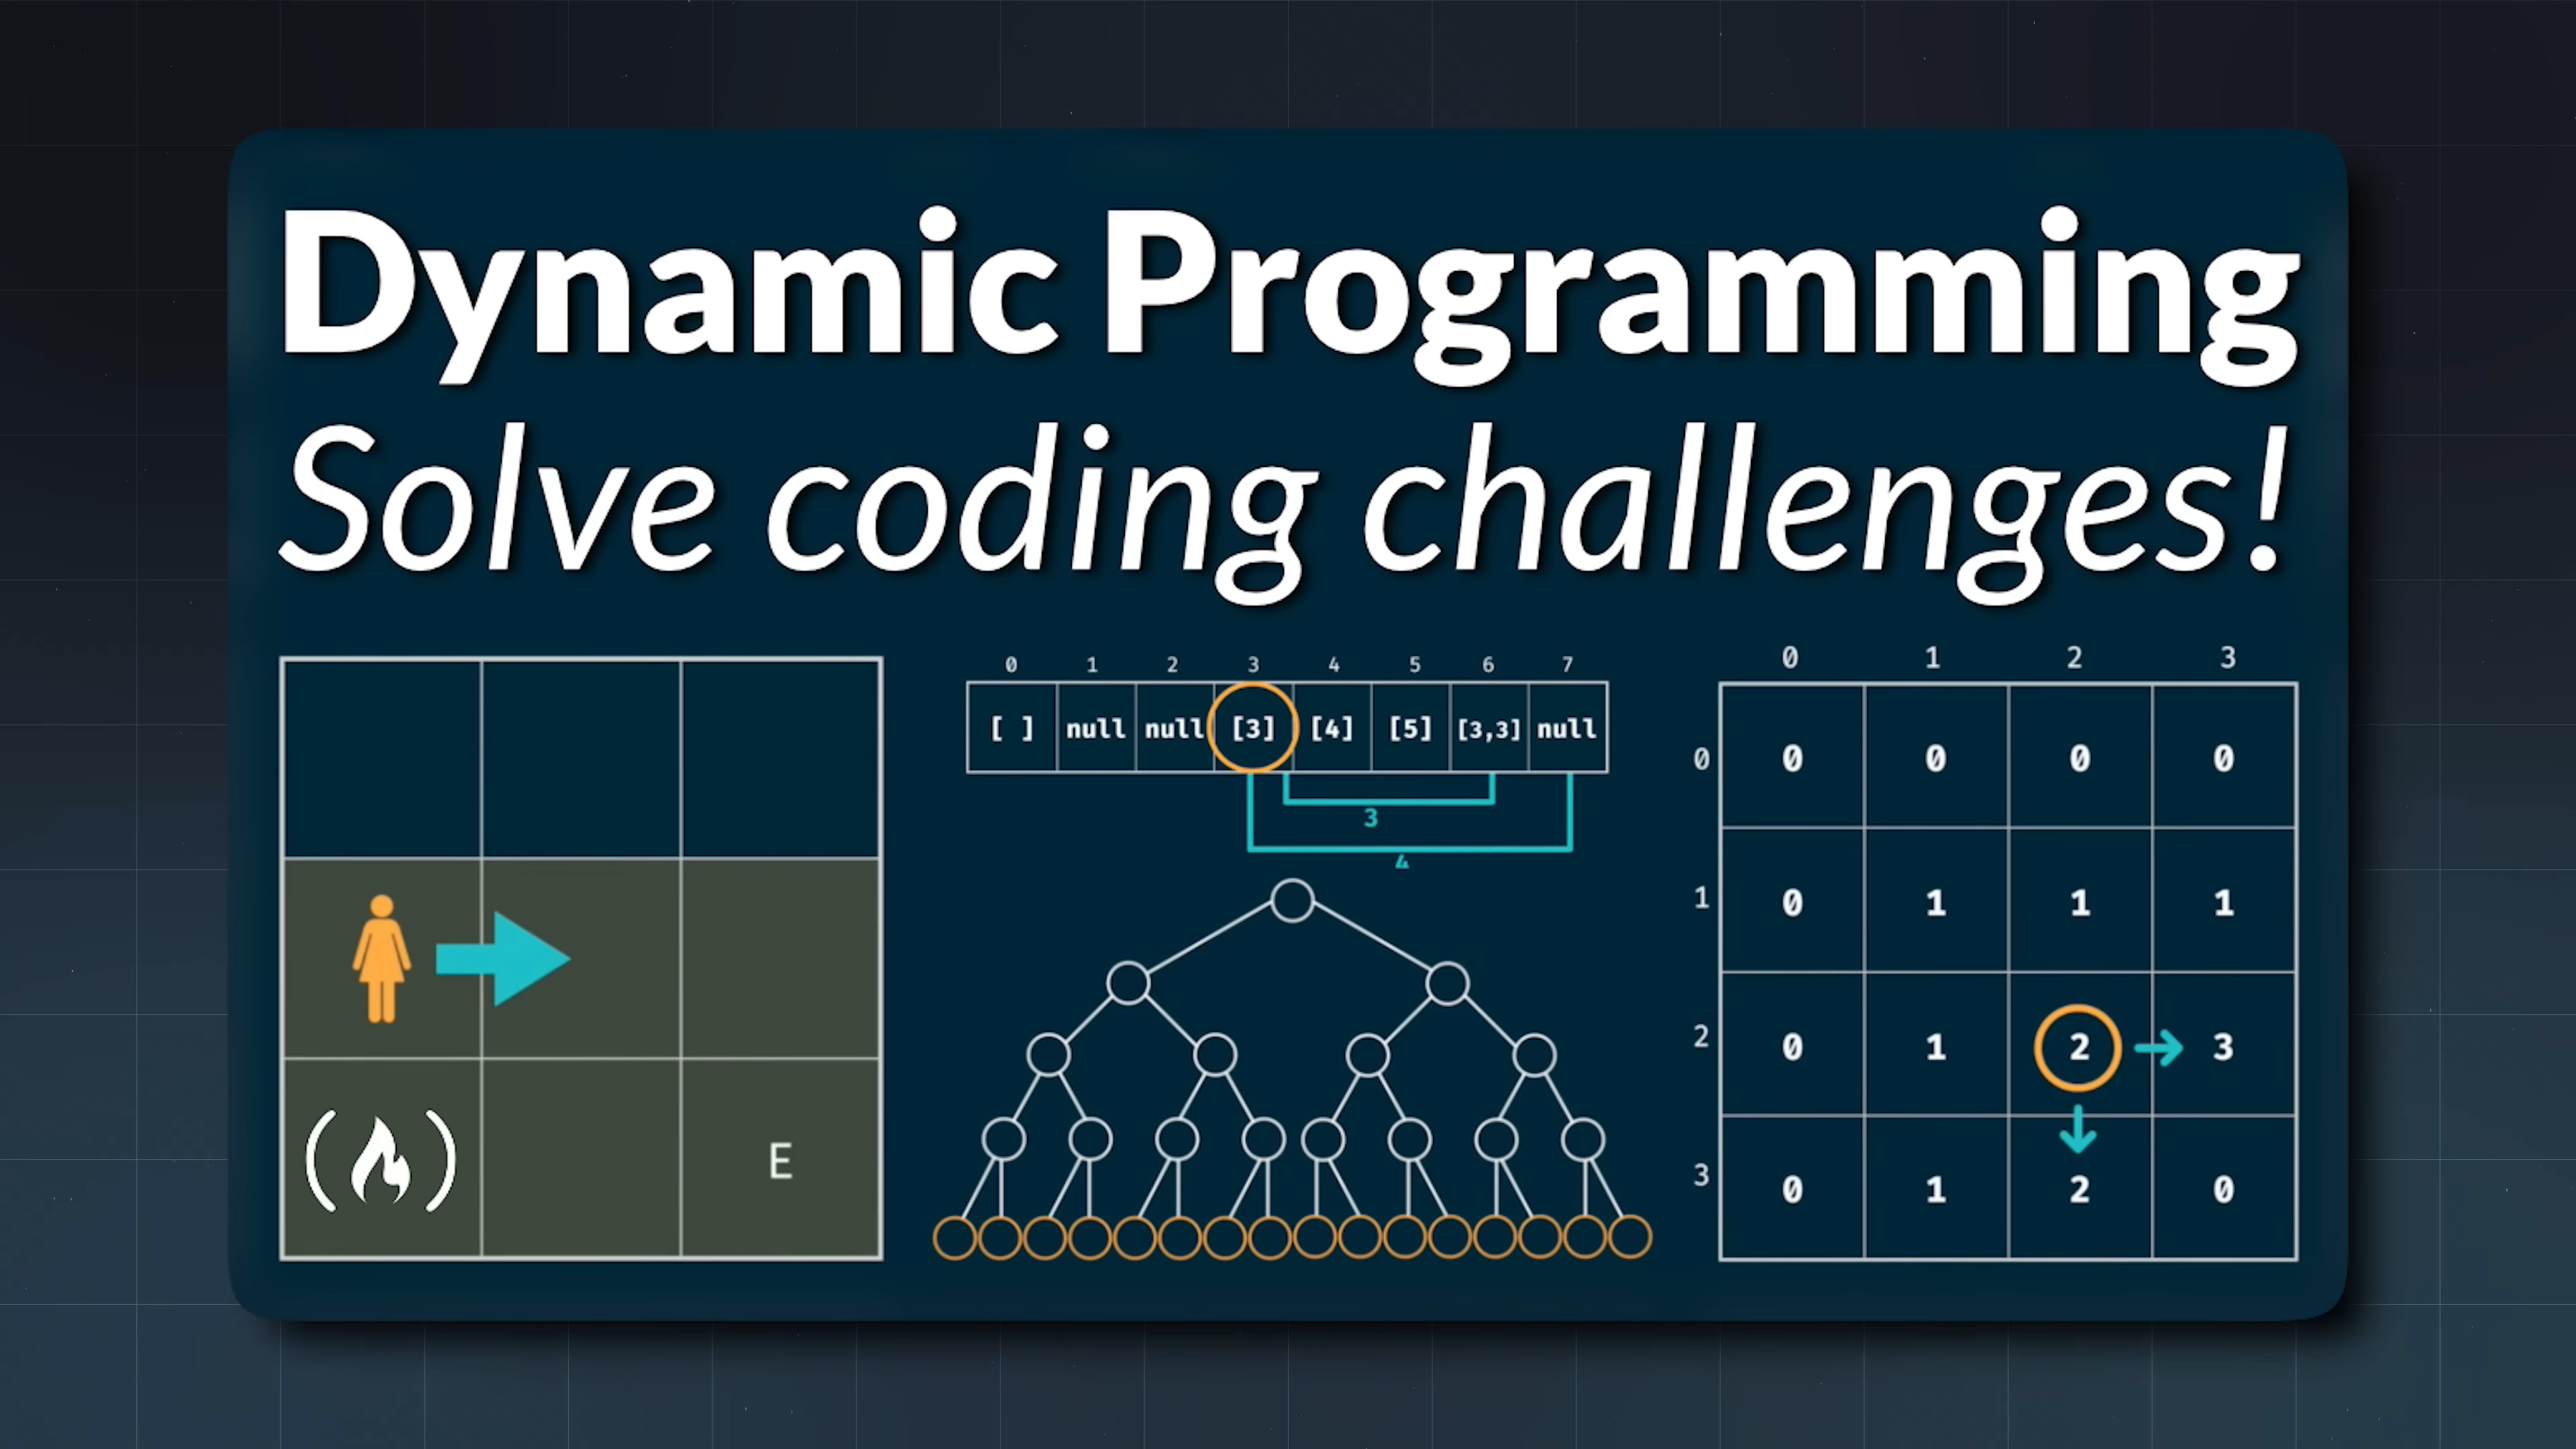 Dynamic Programming
Solve coding challenges!
E
0 1 2 3 4 5 6 7
[ ] null null [3] [4] [5] [3,3] null
3
4
0 1 2 3
0 0 0 0 0
1 0 1 1 1
2 0 1 2 3
3 0 1 2 0